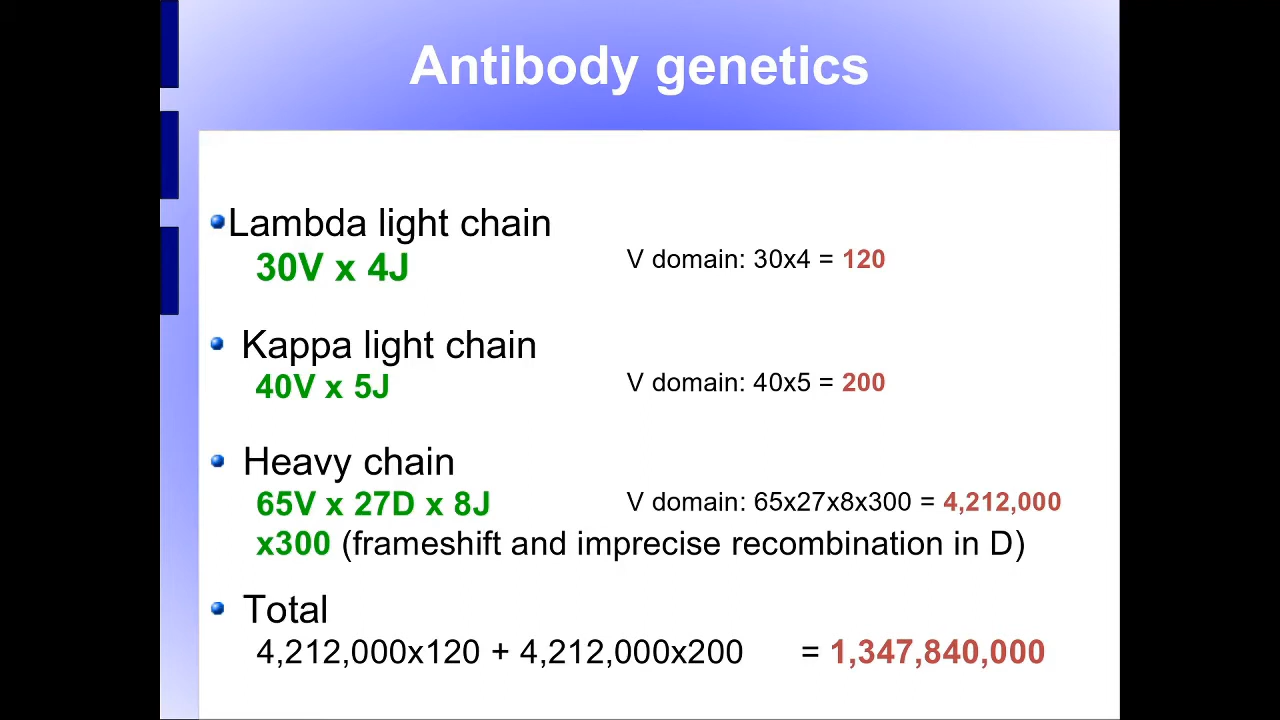 Antibody genetics
Lambda light chain
30V x 4J
V domain: 30x4 = 120
Kappa light chain
40V x 5J
V domain: 40x5 = 200
Heavy chain
65V x 27D x 8J
V domain: 65x27x8x300 = 4,212,000
x300 (frameshift and imprecise recombination in D)
Total
4,212,000x120 + 4,212,000x200 = 1,347,840,000